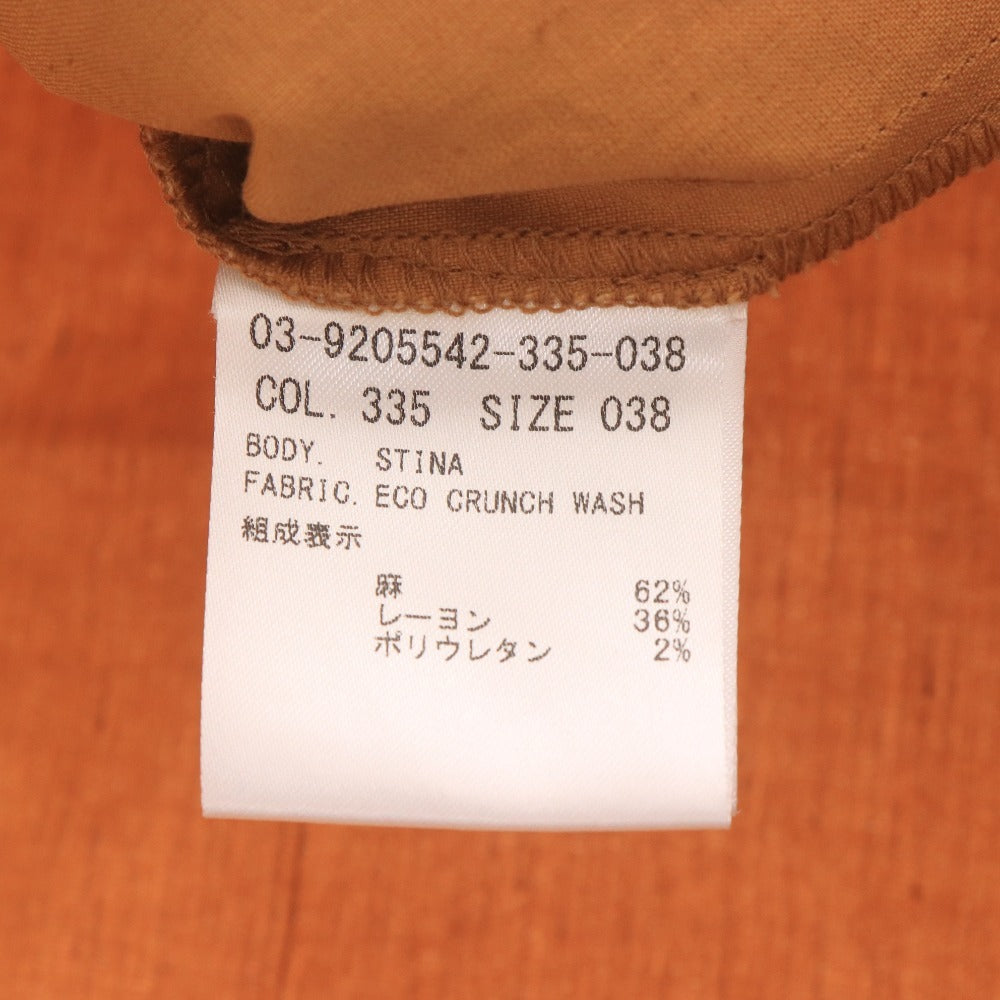 03-9205542-335-038
COL. 335 SIZE 038
BODY. STINA
FABRIC. ECO CRUNCH WASH
組成表示
麻 62%
レーヨン 36%
ポリウレタン 2%